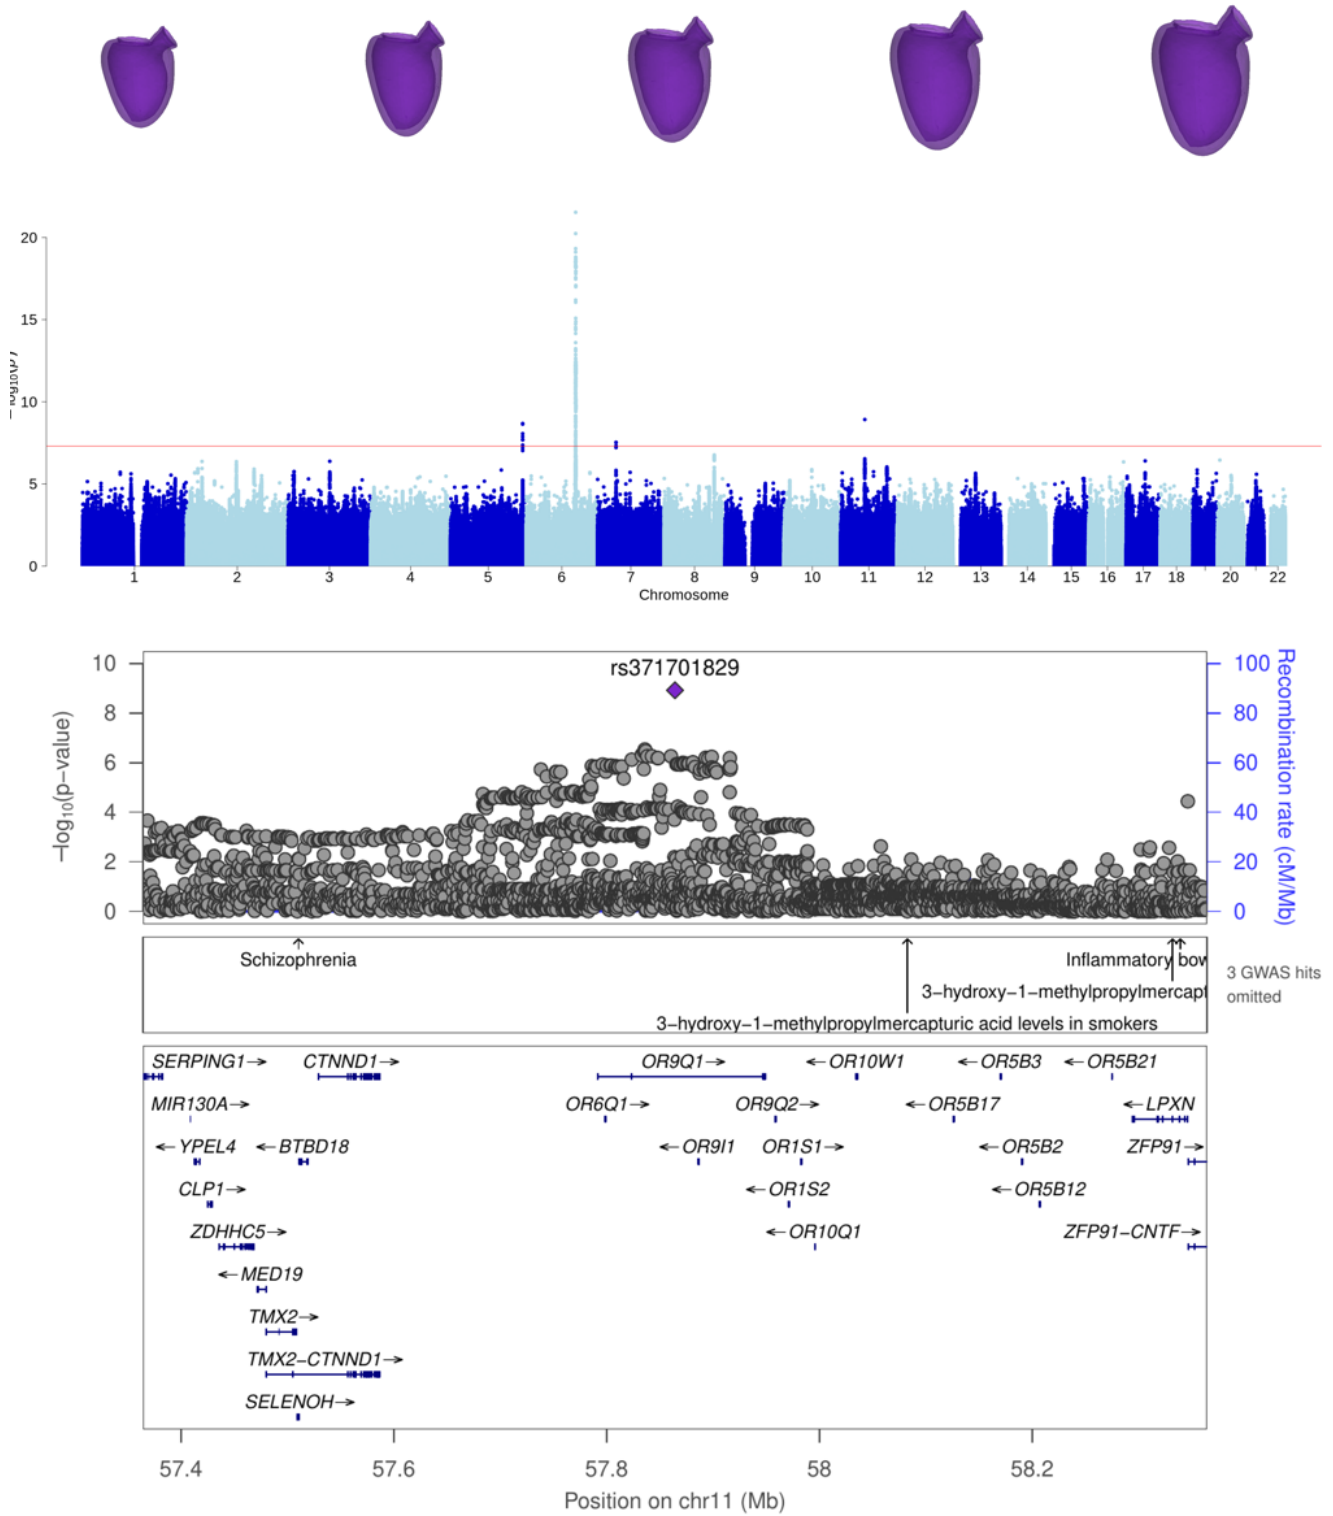 20
15
10
5
0
1 2 3 4 5 6 7 8 9 10 11 12 13 14 15 16 17 18 20 22
Chromosome
rs371701829
10
8
6
4
2
0
−log10(p−value)
100
80
60
40
20
0
Recombination rate (cM/Mb)
Schizophrenia
Inflammatory bow
3−hydroxy−1−methylpropylmercapt
3−hydroxy−1−methylpropylmercapturic acid levels in smokers
3 GWAS hits
omitted
SERPING1→ CTNND1→ OR9Q1→ ←OR10W1 ←OR5B3 ←OR5B21
MIR130A→ OR6Q1→ OR9Q2→ ←OR5B17 ←LPXN
←YPEL4 ←BTBD18 ←OR9I1 OR1S1→ ←OR5B2 ZFP91→
CLP1→ ←OR1S2 ←OR5B12
ZDHHC5→ ←OR10Q1 ZFP91−CNTF→
←MED19
TMX2→
TMX2−CTNND1→
SELENOH→
57.4 57.6 57.8 58 58.2
Position on chr11 (Mb)